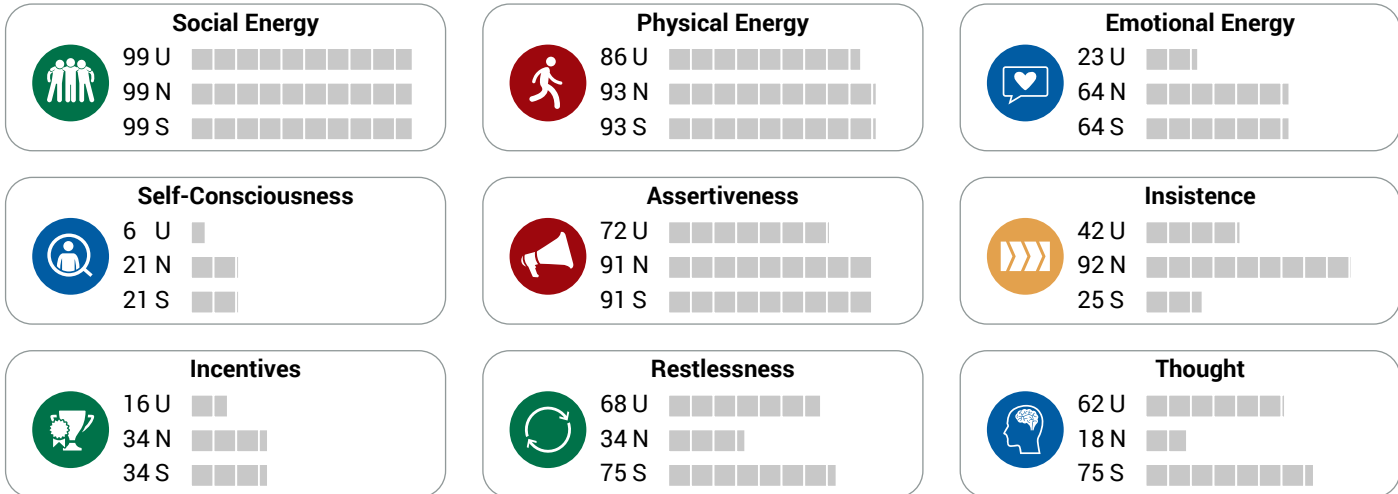 Social Energy
99 U
99 N
99 S
Physical Energy
86 U
93 N
93 S
Emotional Energy
23 U
64 N
64 S
Self-Consciousness
6 U
21 N
21 S
Assertiveness
72 U
91 N
91 S
Insistence
42 U
92 N
25 S
Incentives
16 U
34 N
34 S
Restlessness
68 U
34 N
75 S
Thought
62 U
18 N
75 S